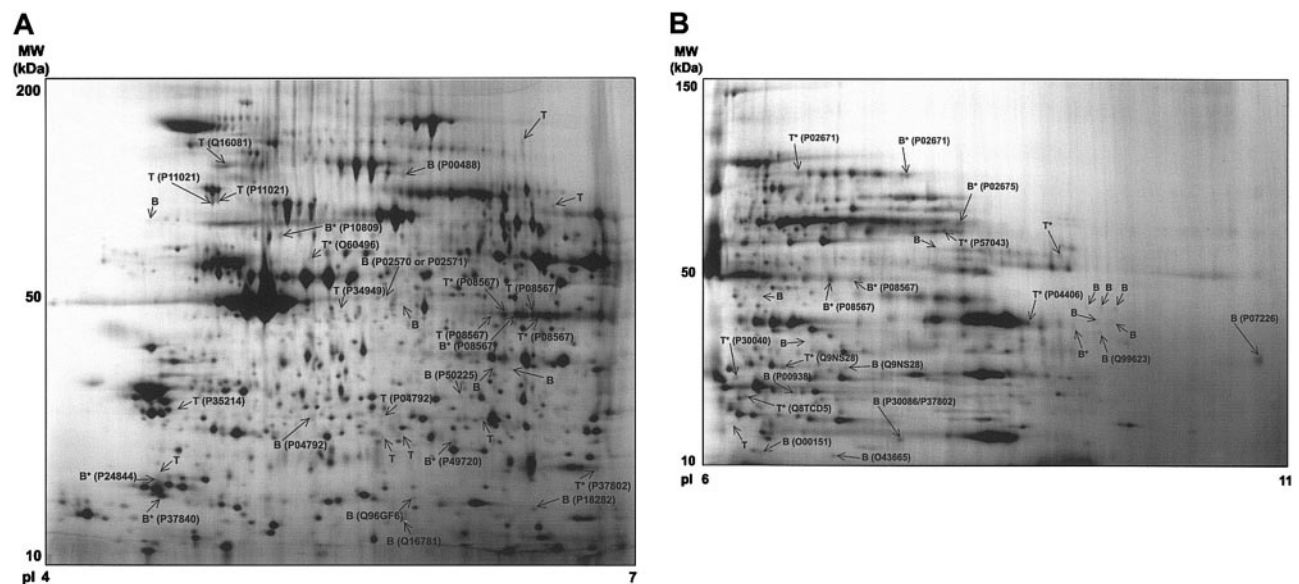 A
MW
(kDa)
200
T
T (Q16081)
B (P00488)
T (P11021)
T (P11021)
T
B
B* (P10809)
T* (O60496)
B (P02570 or P02571)
T* (P08567)
T (P08567)
T (P34949)
50
B
T (P08567)
T* (P08567)
B* (P08567)
B (P50225)
B
B
T (P35214)
T (P04792)
B (P04792)
T
T
T
B* (P49720)
T
B* (P24844)
T* (P37802)
B* (P37840)
B (Q96GF6)
B (P18282)
B (Q16781)
10
pI 4
7
B
MW
(kDa)
150
T* (P02671)
B* (P02671)
B* (P02675)
B
T* (P57043)
T*
50
B
B* (P08567)
B* (P08567)
B
B
B
T* (P04406)
B
B
B (P07226)
B*
B (Q99623)
T* (P30040)
B
T* (Q9NS28)
B (Q9NS28)
B (P00938)
T* (Q8TCD5)
B (P30086/P37802)
T
B (O00151)
B (O43665)
10
pI 6
11